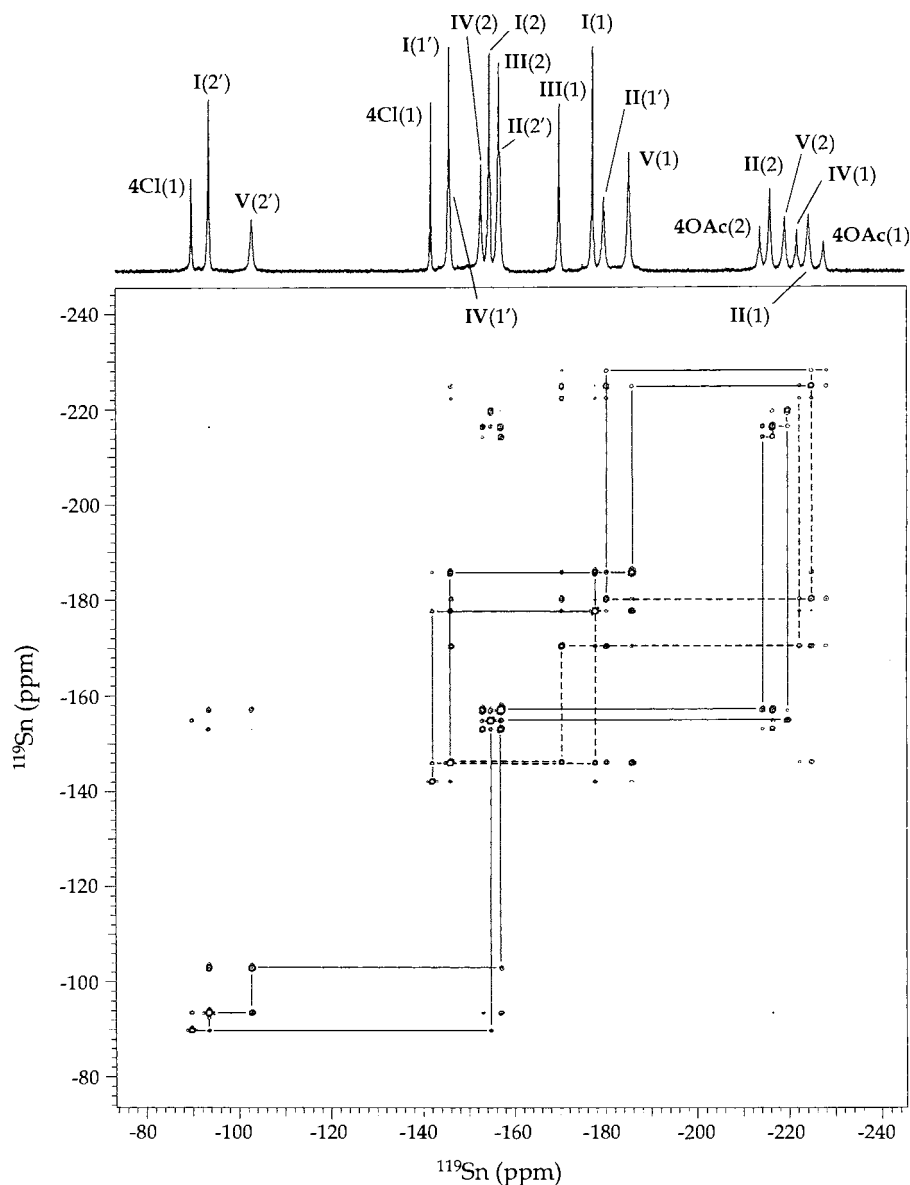 I(1)
IV(2)
I(2)
I(1')
III(2)
I(2')
III(1)
II(1')
4Cl(1)
II(2')
V(2)
V(1)
II(2)
IV(1)
4Cl(1)
V(2')
4OAc(2)
4OAc(1)
IV(1')
II(1)
-240
-220
-200
-180
-160
-140
-120
-100
-80
119Sn (ppm)
-80
-100
-120
-140
-160
-180
-200
-220
-240
119Sn (ppm)